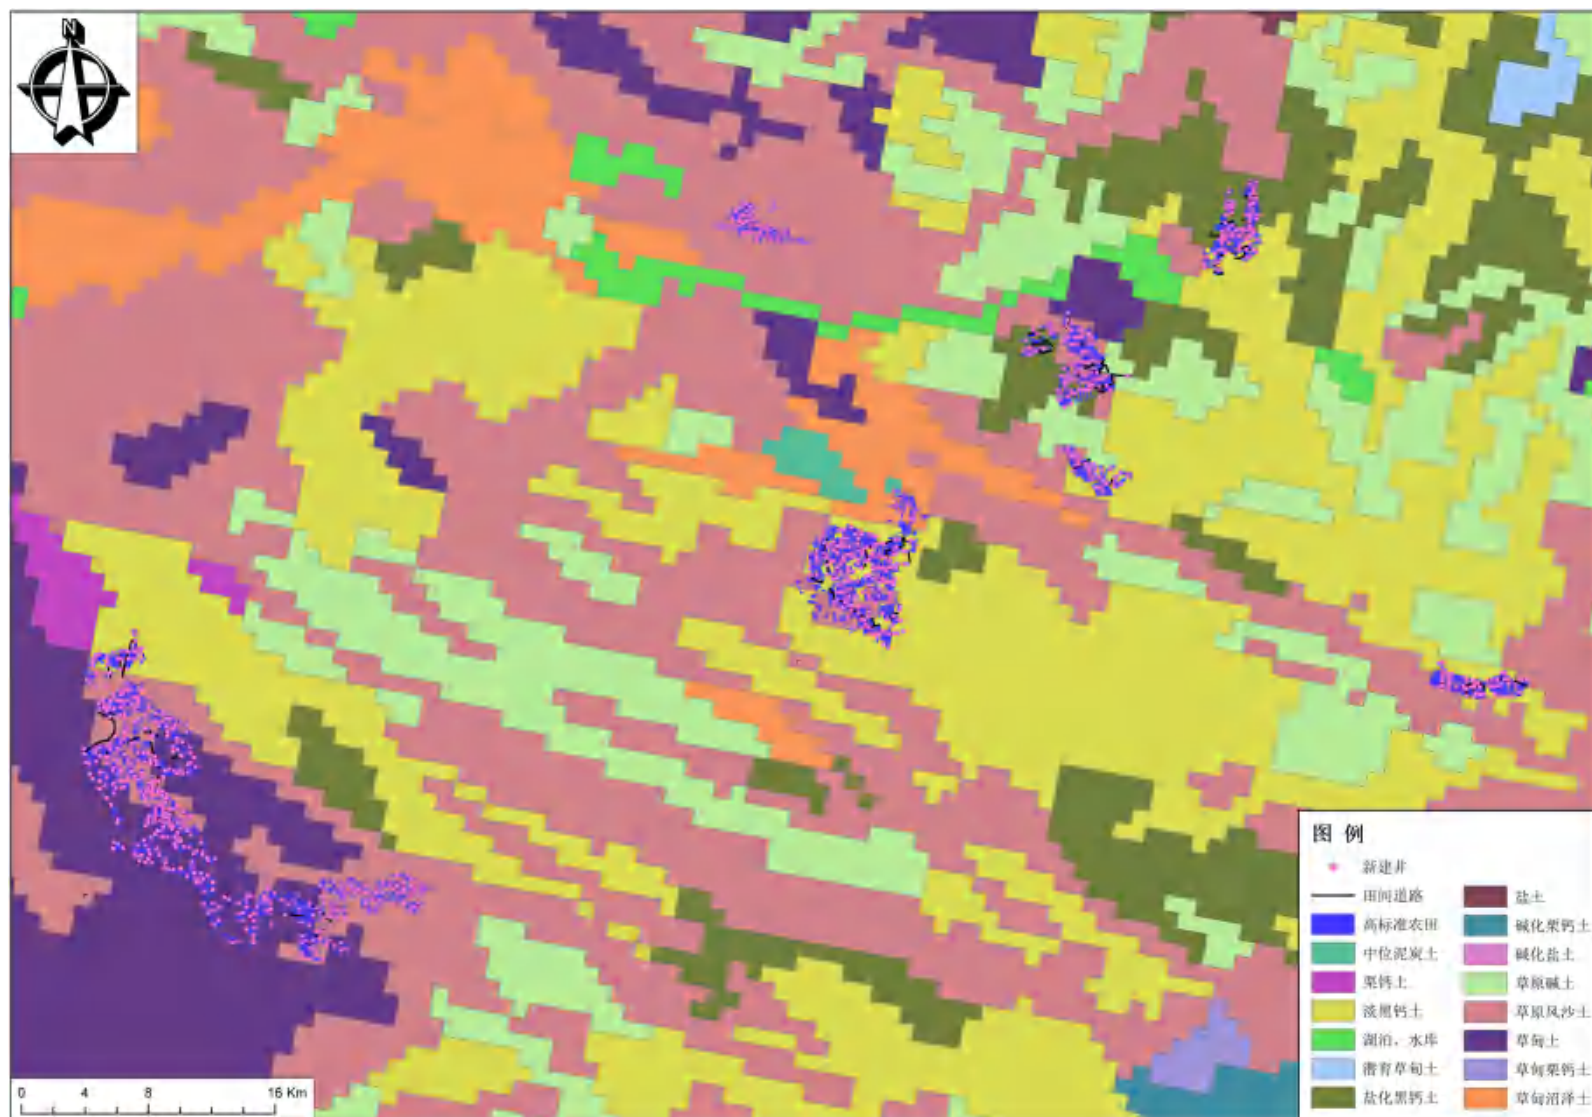 N
图 例
新建井
田间道路
高标准农田
中位泥炭土
栗钙土
淡黑钙土
湖泊、水库
潜育草甸土
盐化黑钙土
盐土
碱化栗钙土
碱化盐土
草原碱土
草原风沙土
草甸土
草甸栗钙土
草甸沼泽土
0 4 8 16 Km